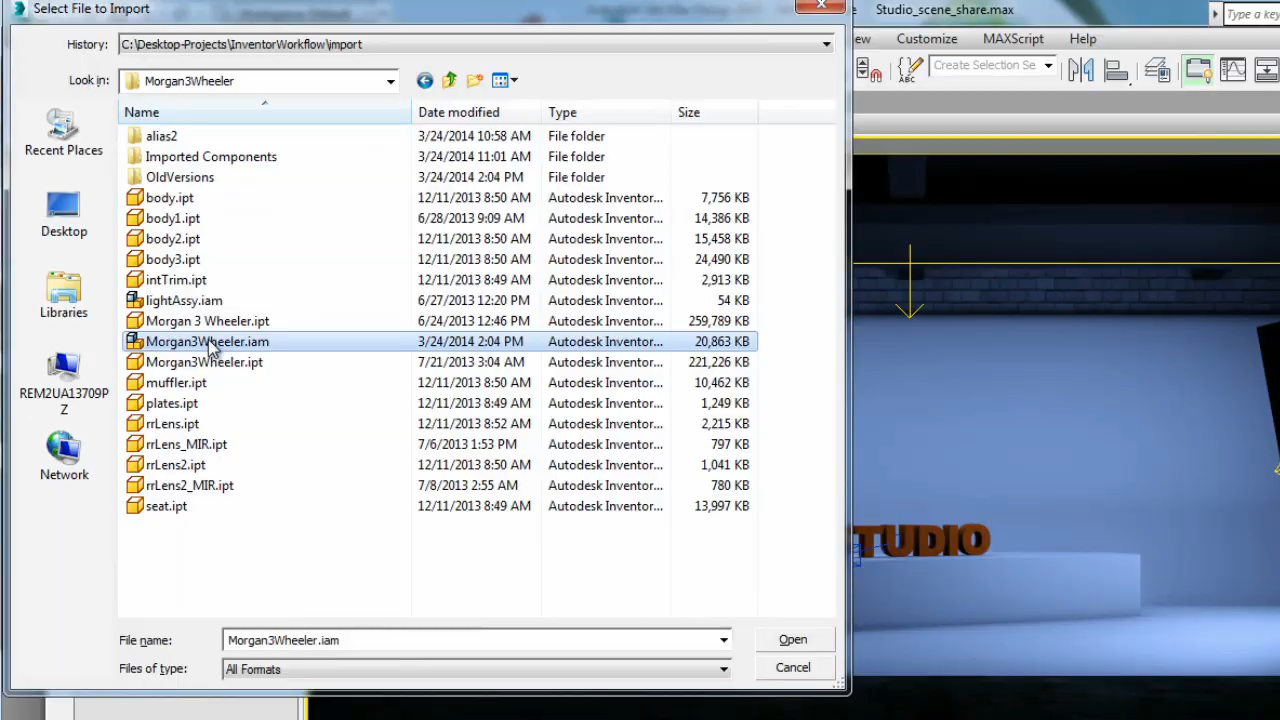 Select File to Import
Studio_scene_share.max
Type a key
History: C:\Desktop-Projects\InventorWorkflow\import
Customize MAXScript Help
Look in: Morgan3Wheeler
Create Selection Se
ABC
Name Date modified Type Size
Recent Places
Desktop
Libraries
REM2UA13709P
Z
Network
alias2 3/24/2014 10:58 AM File folder
Imported Components 3/24/2014 11:01 AM File folder
OldVersions 3/24/2014 2:04 PM File folder
body.ipt 12/11/2013 8:50 AM Autodesk Inventor... 7,756 KB
body1.ipt 6/28/2013 9:09 AM Autodesk Inventor... 14,386 KB
body2.ipt 12/11/2013 8:50 AM Autodesk Inventor... 15,458 KB
body3.ipt 12/11/2013 8:50 AM Autodesk Inventor... 24,490 KB
intTrim.ipt 12/11/2013 8:49 AM Autodesk Inventor... 2,913 KB
lightAssy.iam 6/27/2013 12:20 PM Autodesk Inventor... 54 KB
Morgan 3 Wheeler.ipt 6/24/2013 12:46 PM Autodesk Inventor... 259,789 KB
Morgan3Wheeler.iam 3/24/2014 2:04 PM Autodesk Inventor... 20,863 KB
Morgan3Wheeler.ipt 7/21/2013 3:04 AM Autodesk Inventor... 221,226 KB
muffler.ipt 12/11/2013 8:50 AM Autodesk Inventor... 10,462 KB
plates.ipt 12/11/2013 8:49 AM Autodesk Inventor... 1,249 KB
rrLens.ipt 12/11/2013 8:52 AM Autodesk Inventor... 2,215 KB
rrLens_MIR.ipt 7/6/2013 1:53 PM Autodesk Inventor... 797 KB
rrLens2.ipt 12/11/2013 8:50 AM Autodesk Inventor... 1,041 KB
rrLens2_MIR.ipt 7/8/2013 2:55 AM Autodesk Inventor... 780 KB
seat.ipt 12/11/2013 8:49 AM Autodesk Inventor... 13,997 KB
TUDIO
File name: Morgan3Wheeler.iam Open
Files of type: All Formats Cancel